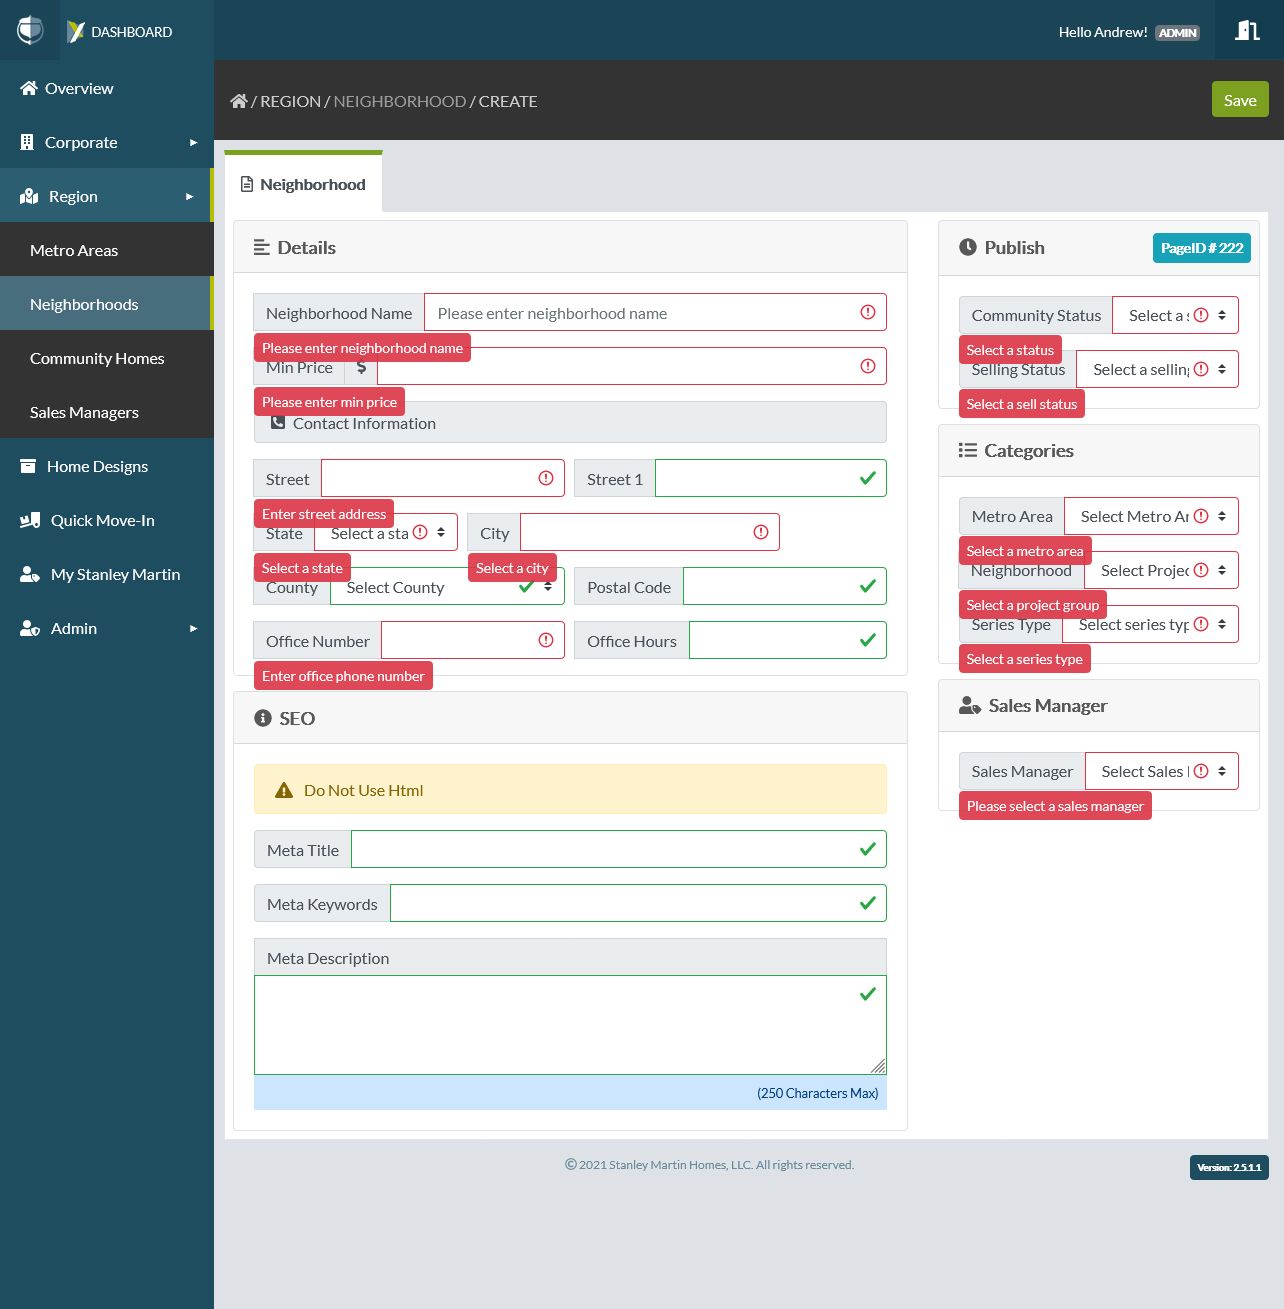 DASHBOARD
Hello Andrew! ADMIN
Overview
Corporate
Region
Metro Areas
Neighborhoods
Community Homes
Sales Managers
Home Designs
Quick Move-In
My Stanley Martin
Admin
/ REGION / NEIGHBORHOOD / CREATE
Save
Neighborhood
Details
Neighborhood Name Please enter neighborhood name
Please enter neighborhood name
Min Price $
Please enter min price
Contact Information
Street
Street 1
Enter street address
State Select a sta
City
Select a state
Select a city
County Select County
Postal Code
Office Number
Office Hours
Enter office phone number
SEO
Do Not Use Html
Meta Title
Meta Keywords
Meta Description
(250 Characters Max)
Publish
PageID # 222
Community Status Select a s
Select a status
Selling Status Select a selling
Select a sell status
Categories
Metro Area Select Metro Ar
Select a metro area
Neighborhood Select Projec
Select a project group
Series Type Select series typ
Select a series type
Sales Manager
Sales Manager Select Sales
Please select a sales manager
© 2021 Stanley Martin Homes, LLC. All rights reserved.
Version: 2.5.1.1